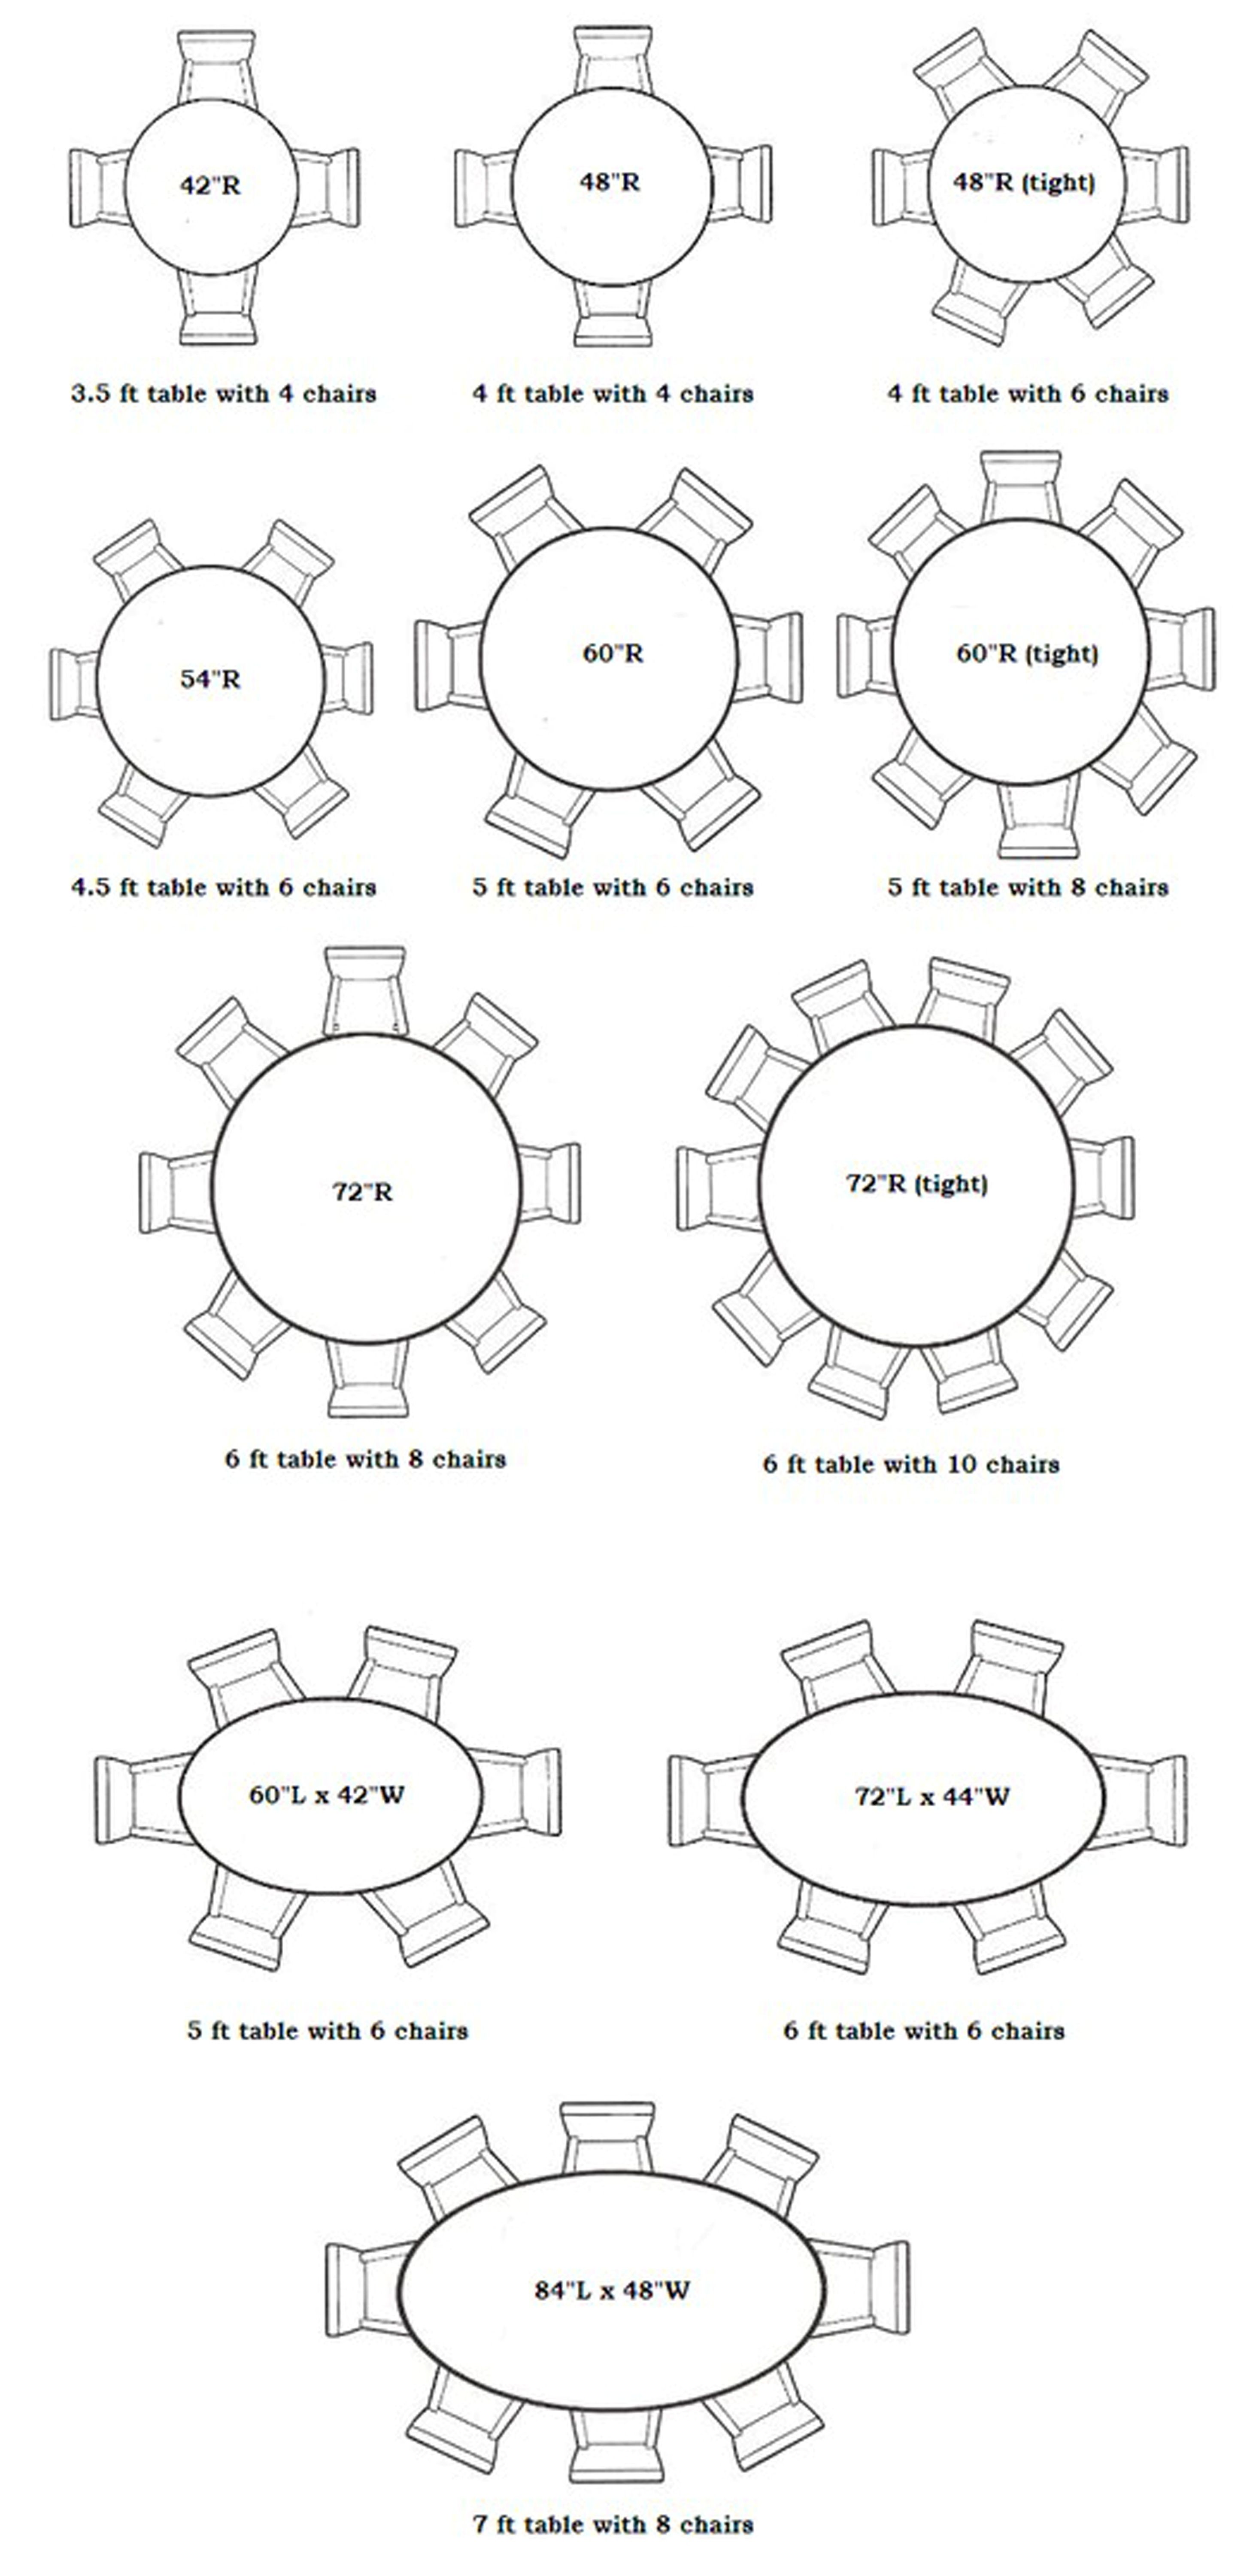 42"R
48"R
48"R (tight)
3.5 ft table with 4 chairs
4 ft table with 4 chairs
4 ft table with 6 chairs
54"R
60"R
60"R (tight)
4.5 ft table with 6 chairs
5 ft table with 6 chairs
5 ft table with 8 chairs
72"R
72"R (tight)
6 ft table with 8 chairs
6 ft table with 10 chairs
60"L x 42"W
72"L x 44"W
5 ft table with 6 chairs
6 ft table with 6 chairs
84"L x 48"W
7 ft table with 8 chairs